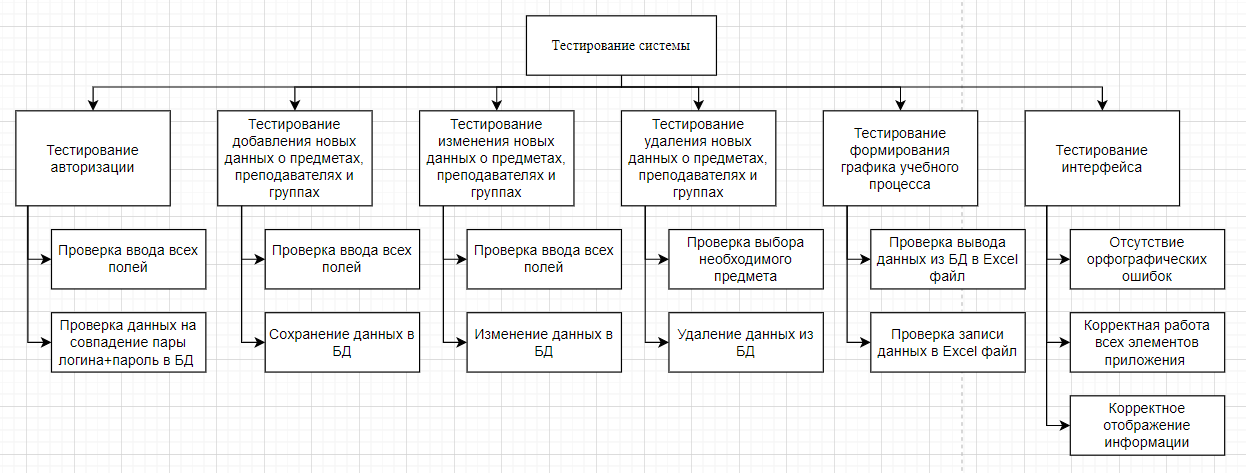 Тестирование системы
Тестирование
авторизации
Тестирование
добавления новых
данных о предметах,
преподавателях и
группах
Тестирование
изменения новых
данных о предметах,
преподавателях и
группах
Тестирование
удаления новых
данных о предметах,
преподавателях и
группах
Тестирование
формирования
графика учебного
процесса
Тестирование
интерфейса
Проверка ввода всех
полей
Проверка ввода всех
полей
Проверка ввода всех
полей
Проверка выбора
необходимого
предмета
Проверка вывода
данных из БД в Excel
файл
Отсутствие
орфографических
ошибок
Проверка данных на
совпадение пары
логина+пароль в БД
Сохранение данных в
БД
Изменение данных в
БД
Удаление данных из
БД
Проверка записи
данных в Excel файл
Корректная работа
всех элементов
приложения
Корректное
отображение
информации